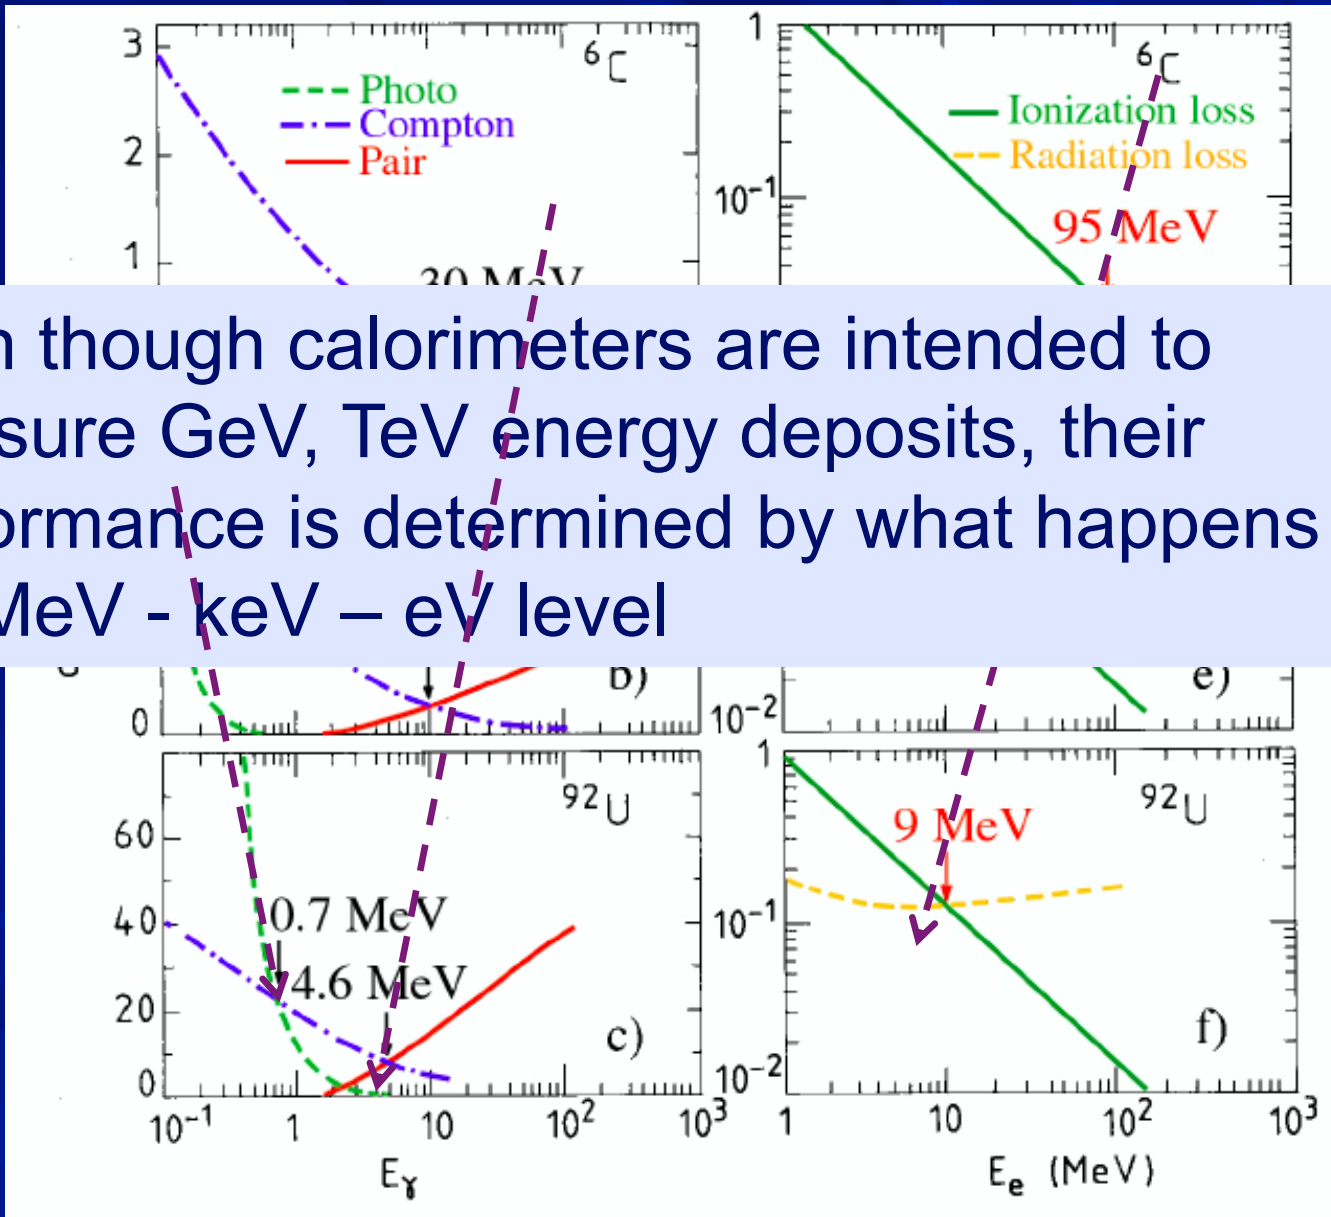 3
2
1
6C
Photo
Compton
Pair
30 MeV
1
10-1
6C
Ionization loss
Radiation loss
95 MeV
n though calorimeters are intended to
sure GeV, TeV energy deposits, their
ormance is determined by what happens
MeV - keV – eV level
0
b)
10-2
e)
60
40
20
0
92U
0.7 MeV
4.6 MeV
c)
10-1
1
10
102
103
Eγ
1
10-1
10-2
92U
9 MeV
f)
1
10
102
103
Ee (MeV)